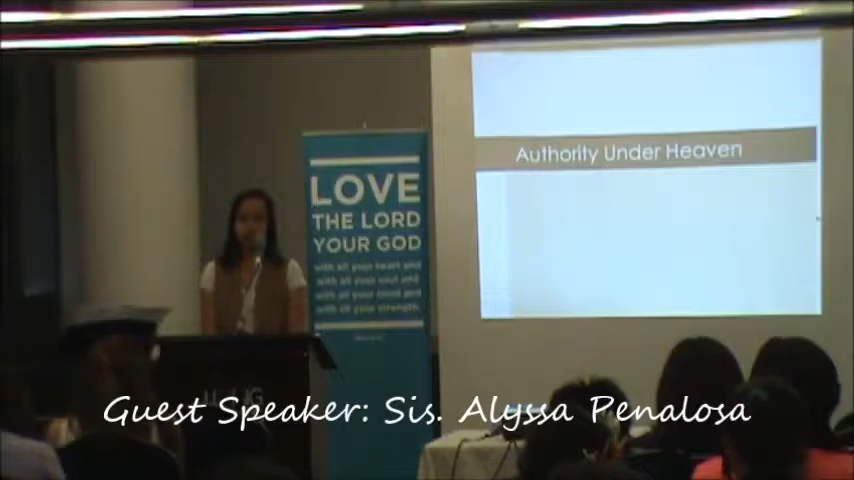 Authority Under Heaven
LOVE
THE LORD
YOUR GOD
with all your heart and
with all your soul and
with all your mind and
with all your strength.
Guest Speaker: Sis. Alyssa Penalosa